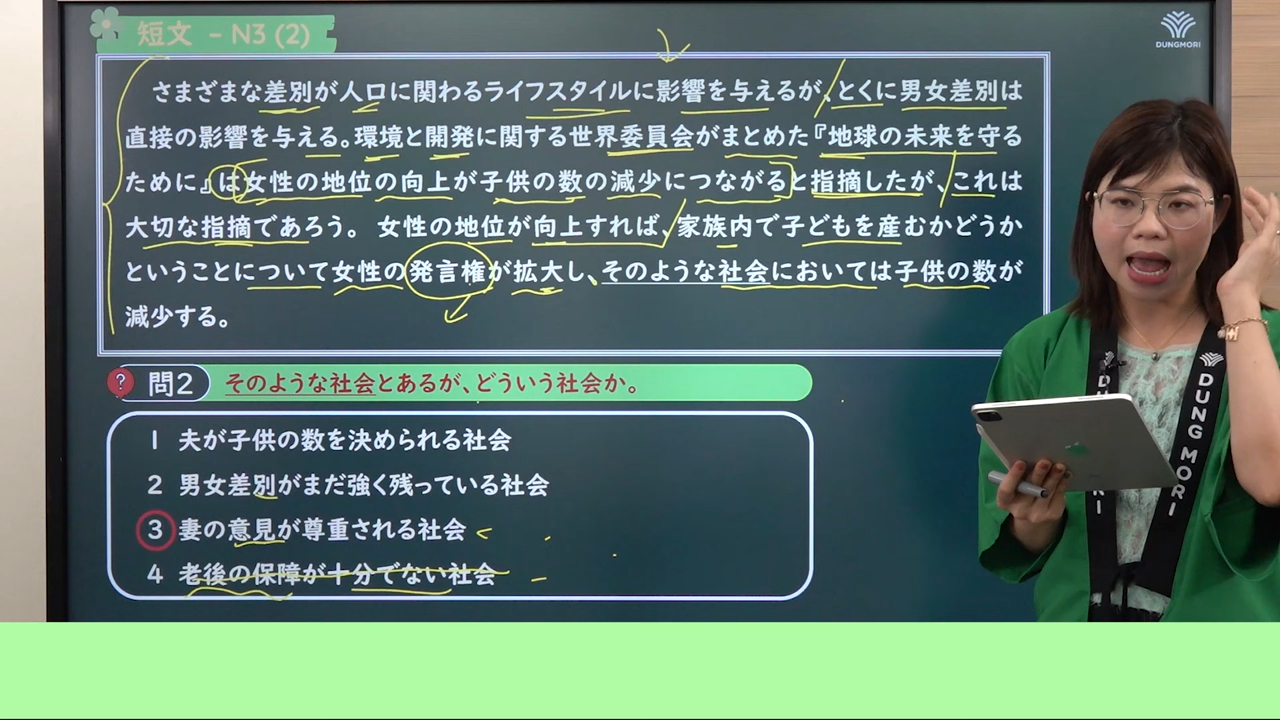 短文 - N3 (2)
DUNGMORI
さまざまな差別が人口に関わるライフスタイルに影響を与えるが、とくに男女差別は
直接の影響を与える。環境と開発に関する世界委員会がまとめた『地球の未来を守る
ために』は女性の地位の向上が子供の数の減少につながると指摘したが、これは
大切な指摘であろう。 女性の地位が向上すれば、家族内で子どもを産むかどうか
ということについて女性の発言権が拡大し、そのような社会においては子供の数が
減少する。
? 問2 そのような社会とあるが、どういう社会か。
1 夫が子供の数を決められる社会
2 男女差別がまだ強く残っている社会
3 妻の意見が尊重される社会
4 老後の保障が十分でない社会
DUNG MORI